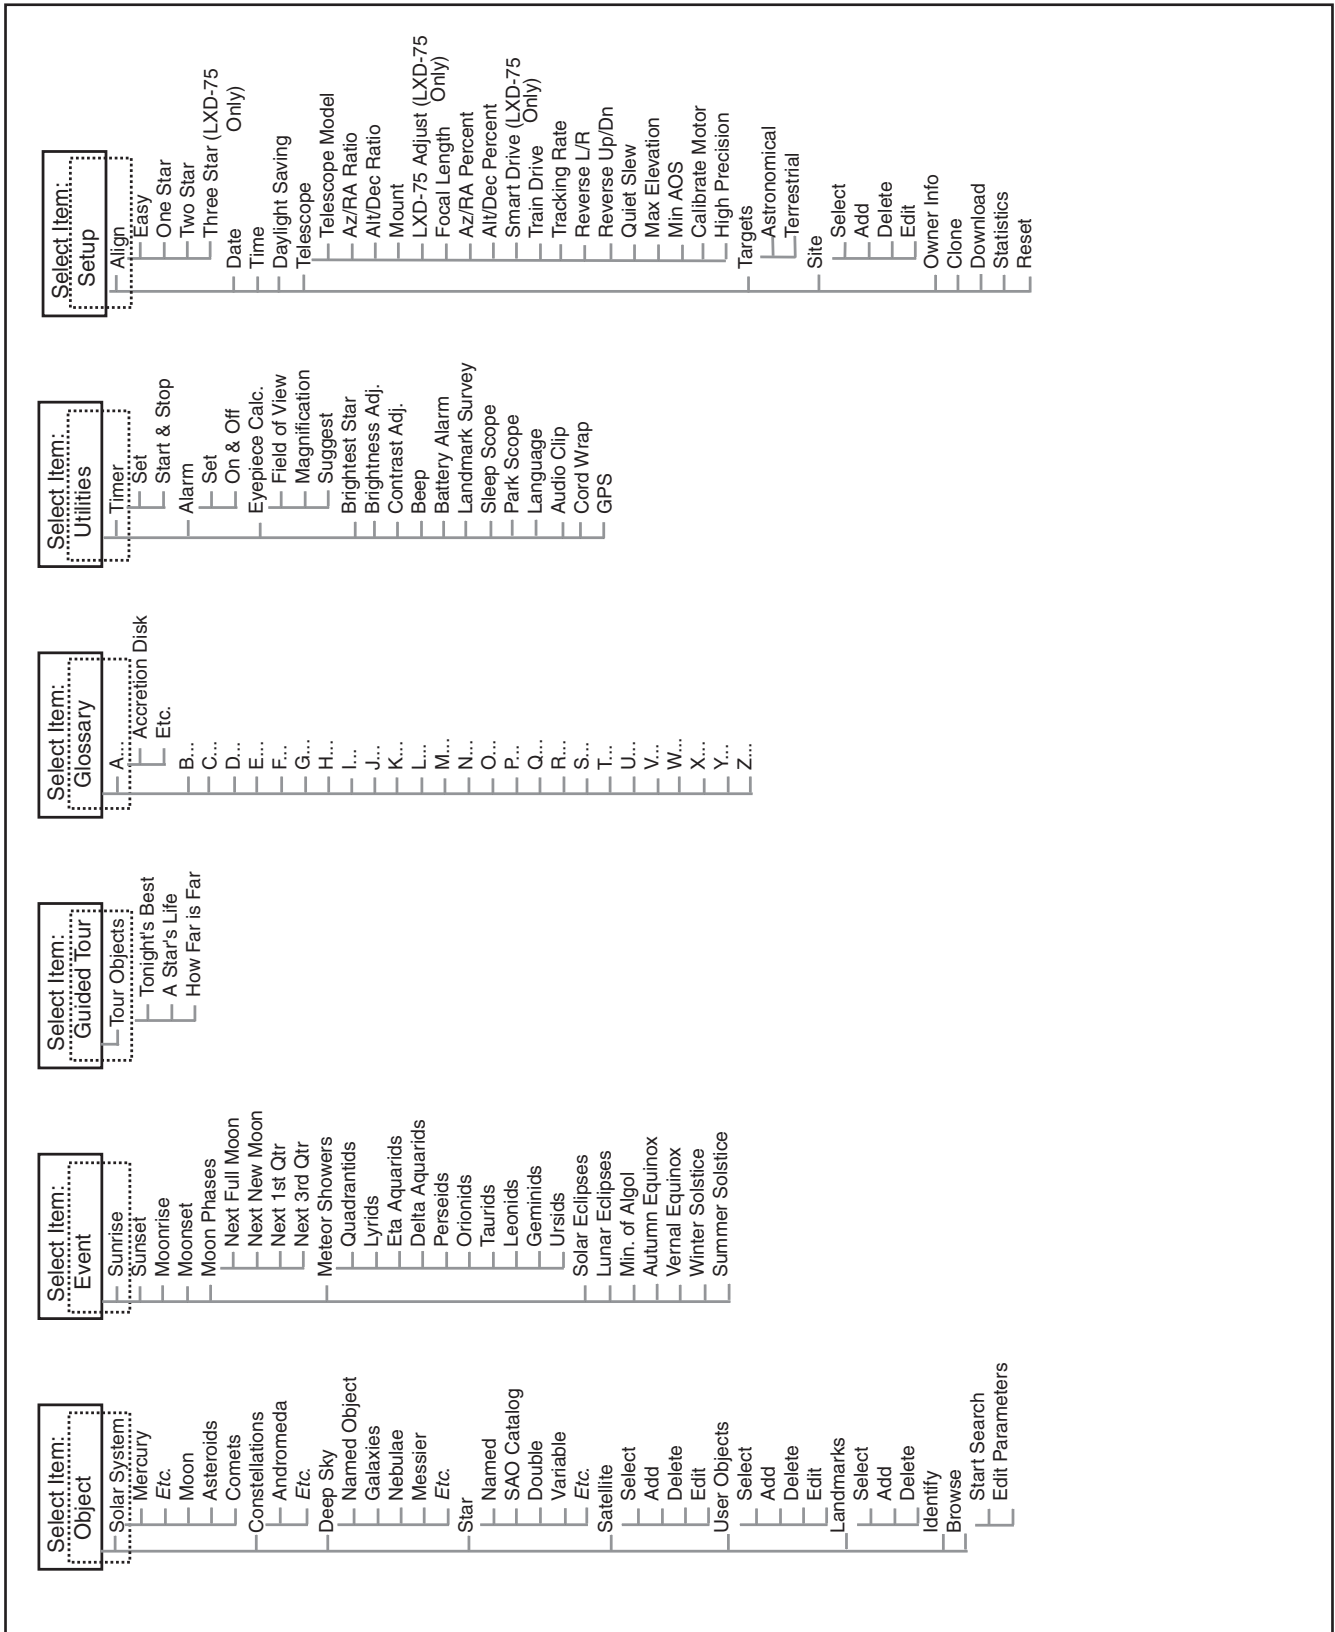 Select Item:
Object
Solar System
Mercury
Etc.
Moon
Asteroids
Comets
Constellations
Andromeda
Etc.
Deep Sky
Named Object
Galaxies
Nebulae
Messier
Etc.
Star
Named
SAO Catalog
Double
Variable
Etc.
Satellite
Select
Add
Delete
Edit
User Objects
Select
Add
Delete
Edit
Landmarks
Select
Add
Delete
Identify
Browse
Start Search
Edit Parameters
Select Item:
Event
Sunrise
Sunset
Moonrise
Moonset
Moon Phases
Next Full Moon
Next New Moon
Next 1st Qtr
Next 3rd Qtr
Meteor Showers
Quadrantids
Lyrids
Eta Aquarids
Delta Aquarids
Perseids
Orionids
Taurids
Leonids
Geminids
Ursids
Solar Eclipses
Lunar Eclipses
Min. of Algol
Autumn Equinox
Vernal Equinox
Winter Solstice
Summer Solstice
Select Item:
Guided Tour
Tour Objects
Tonight's Best
A Star's Life
How Far is Far
Select Item:
Glossary
A...
Accretion Disk
Etc.
B...
C...
D...
E...
F...
G...
H...
I...
J...
K...
L...
M...
N...
O...
P...
Q...
R...
S...
T...
U...
V...
W...
X...
Y...
Z...
Select Item:
Utilities
Timer
Set
Start & Stop
Alarm
Set
On & Off
Eyepiece Calc.
Field of View
Magnification
Suggest
Brightest Star
Brightness Adj.
Contrast Adj.
Beep
Battery Alarm
Landmark Survey
Sleep Scope
Park Scope
Language
Audio Clip
Cord Wrap
GPS
Select Item:
Setup
Align
Easy
One Star
Two Star
Three Star (LXD-75
Only)
Date
Time
Daylight Saving
Telescope
Telescope Model
Az/RA Ratio
Alt/Dec Ratio
Mount
LXD-75 Adjust (LXD-75
Only)
Focal Length
Az/RA Percent
Alt/Dec Percent
Smart Drive (LXD-75
Only)
Train Drive
Tracking Rate
Reverse L/R
Reverse Up/Dn
Quiet Slew
Max Elevation
Min AOS
Calibrate Motor
High Precision
Targets
Astronomical
Terrestrial
Site
Select
Add
Delete
Edit
Owner Info
Clone
Download
Statistics
Reset